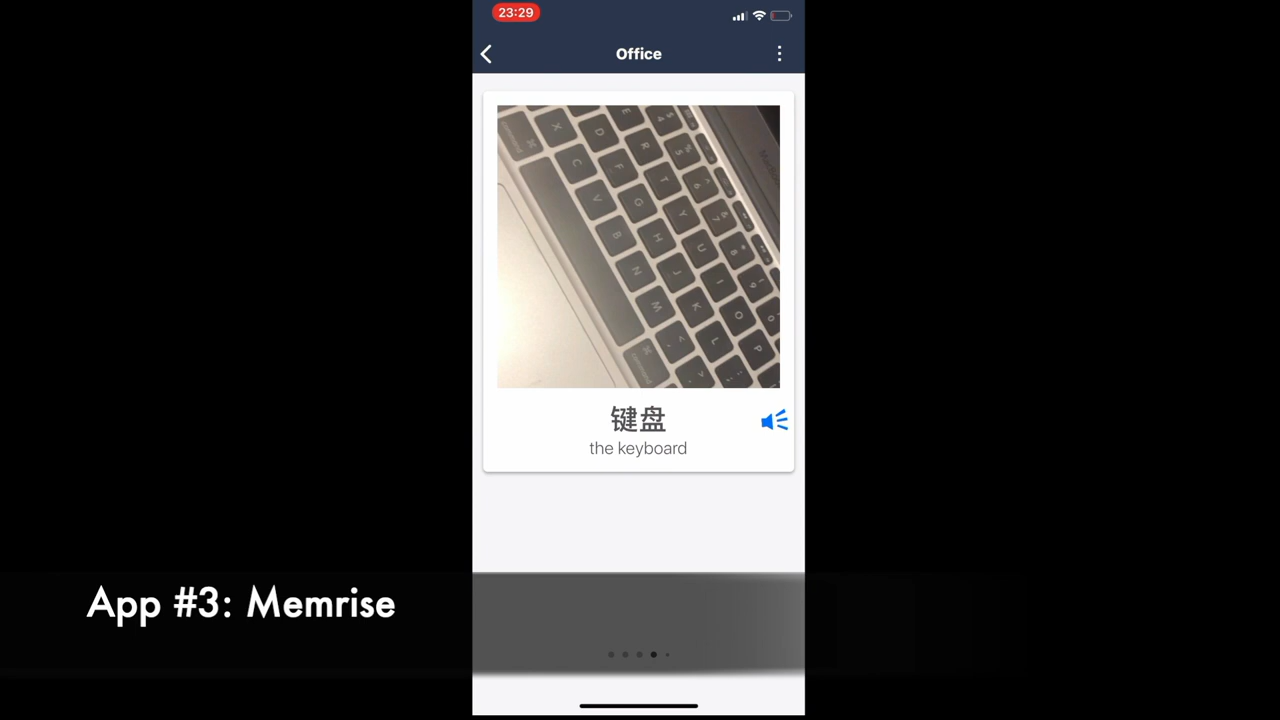 23:29
Office
键盘
the keyboard
App #3: Memrise